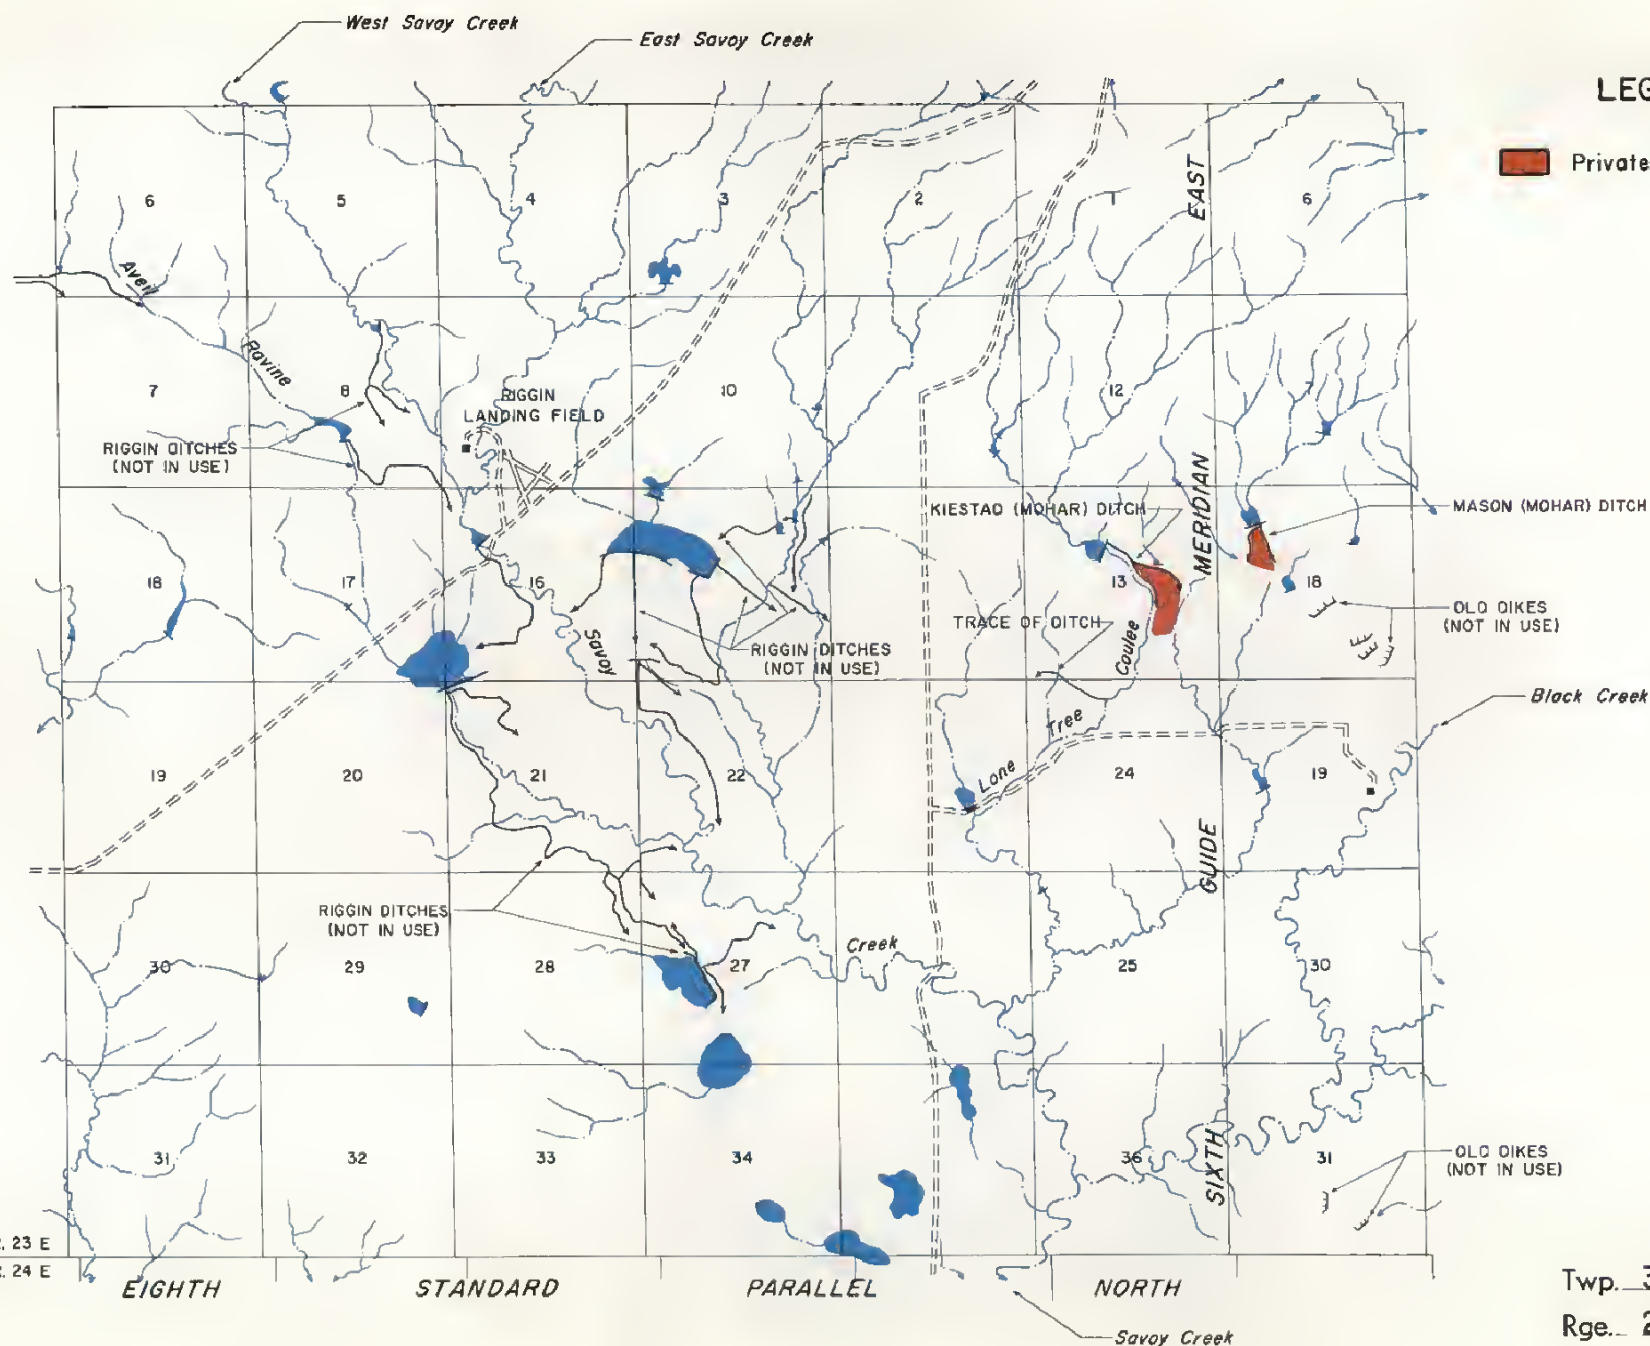 West Savoy Creek
East Savoy Creek
LEG
Private
6
5
4
3
2
1
EAST
6
Ravine
7
8
RIGGIN
LANDING FIELD
10
12
7
RIGGIN DITCHES
(NOT IN USE)
KIESTAD (MOHAR) DITCH
MERIDIAN
MASON (MOHAR) DITCH
18
17
16
13
18
OLD DIKES
(NOT IN USE)
Savoy
TRACE OF DITCH
Coulee
RIGGIN DITCHES
(NOT IN USE)
Black Creek
Tree
Lone
19
20
21
22
24
19
GUIDE
RIGGIN DITCHES
(NOT IN USE)
Creek
30
29
28
27
25
30
31
32
33
34
36
SIXTH
31
OLD DIKES
(NOT IN USE)
. 23 E
. 24 E
EIGHTH STANDARD PARALLEL NORTH
Twp. 3
Rge. 2
Savoy Creek